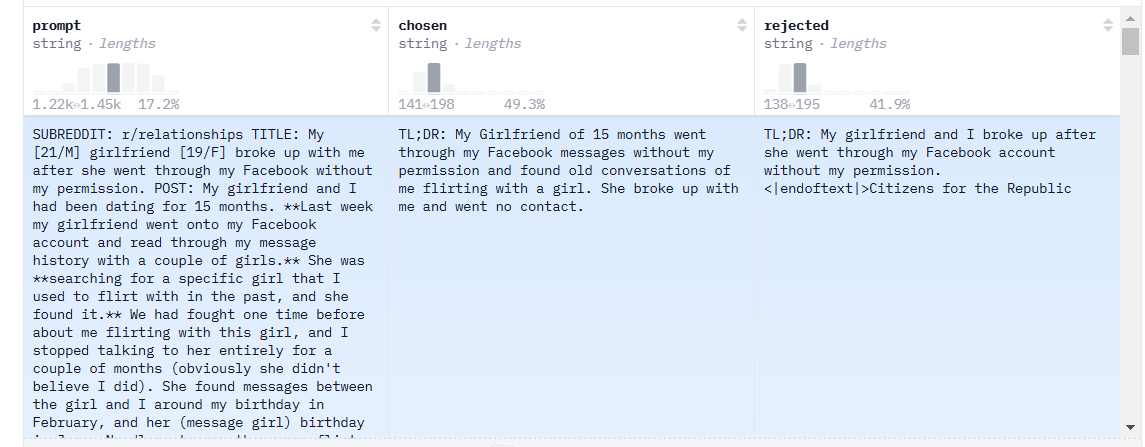 prompt
string · lengths
1.22k↔1.45k 17.2%
SUBREDDIT: r/relationships TITLE: My
[21/M] girlfriend [19/F] broke up with me
after she went through my Facebook without
my permission. POST: My girlfriend and I
had been dating for 15 months. **Last week
my girlfriend went onto my Facebook
account and read through my message
history with a couple of girls.** She was
**searching for a specific girl that I
used to flirt with in the past, and she
found it.** We had fought one time before
about me flirting with this girl, and I
stopped talking to her entirely for a
couple of months (obviously she didn't
believe I did). She found messages between
the girl and I around my birthday in
February, and her (message girl) birthday
chosen
string · lengths
141↔198 49.3%
TL;DR: My Girlfriend of 15 months went
through my Facebook messages without my
permission and found old conversations of
me flirting with a girl. She broke up with
me and went no contact.
rejected
string · lengths
138↔195 41.9%
TL;DR: My girlfriend and I broke up after
she went through my Facebook account
without my permission.
<|endoftext|>Citizens for the Republic